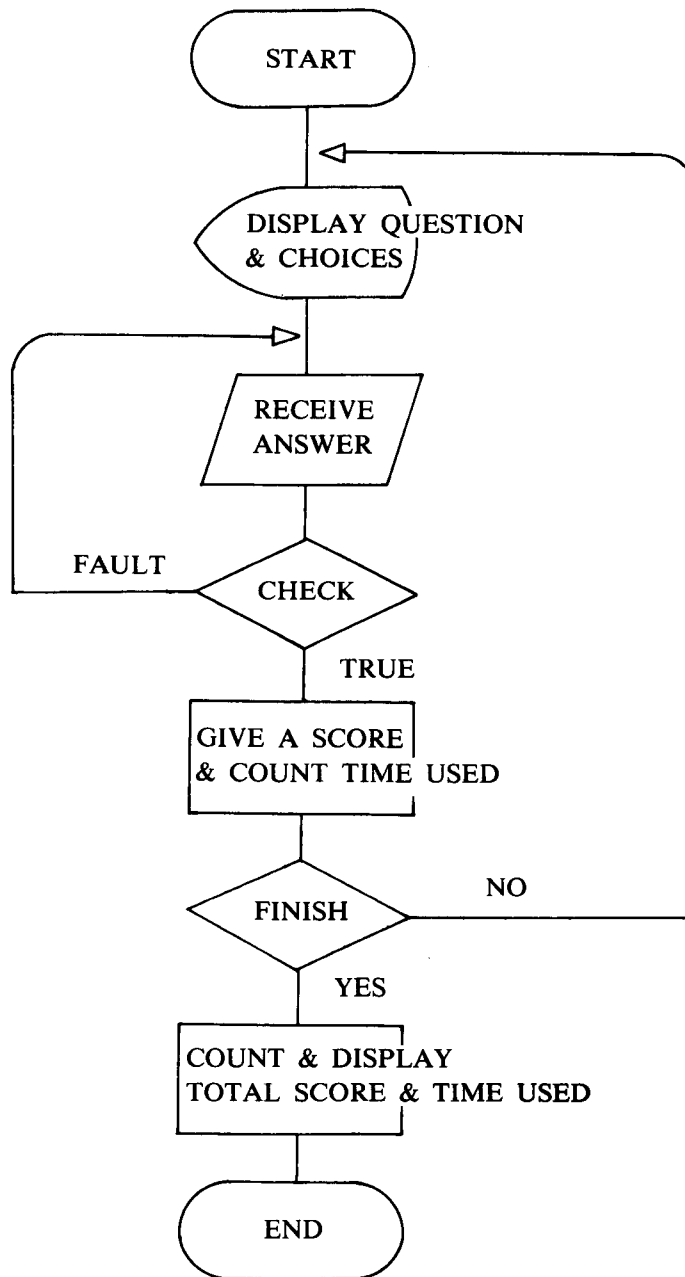 START
DISPLAY QUESTION
& CHOICES
RECEIVE
ANSWER
FAULT
CHECK
TRUE
GIVE A SCORE
& COUNT TIME USED
FINISH
NO
YES
COUNT & DISPLAY
TOTAL SCORE & TIME USED
END